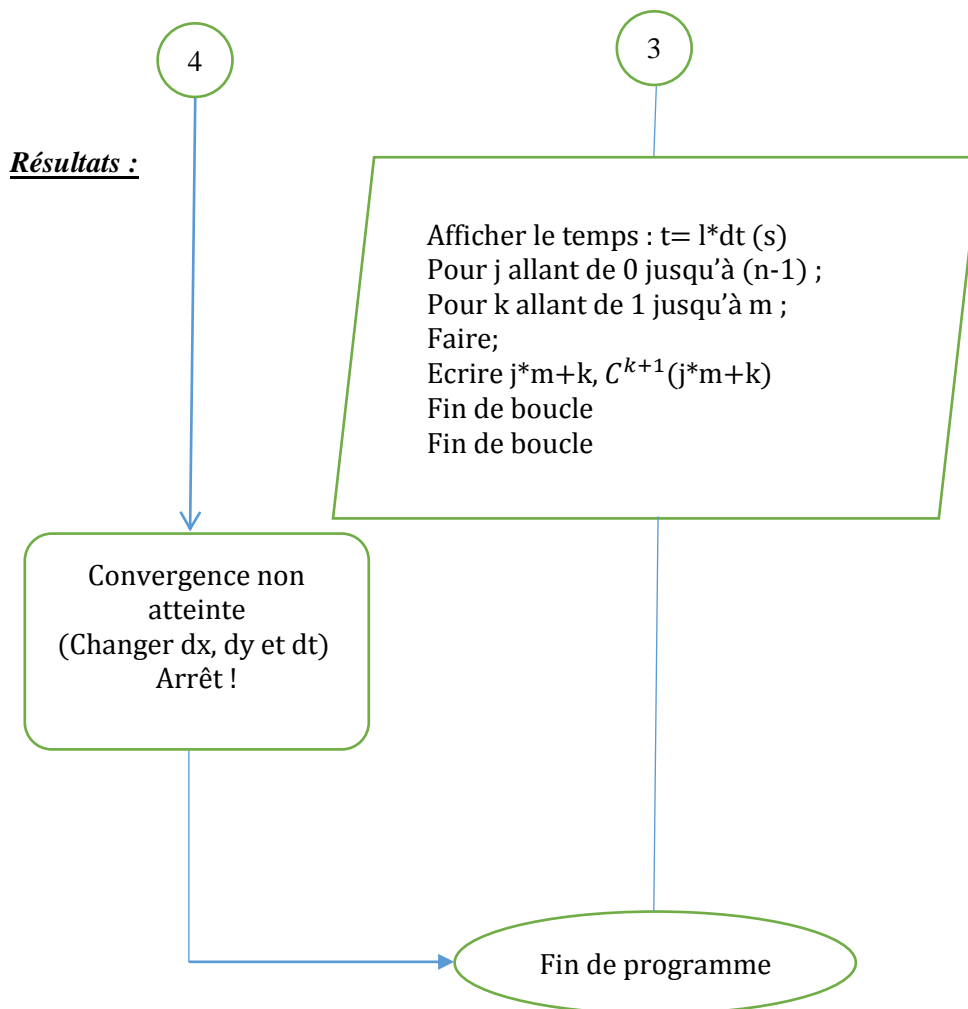 4
3
Résultats :
Afficher le temps : t= l*dt (s)
Pour j allant de 0 jusqu’à (n-1) ;
Pour k allant de 1 jusqu’à m ;
Faire;
Ecrire j*m+k, $C^{k+1}$(j*m+k)
Fin de boucle
Fin de boucle
Convergence non
atteinte
(Changer dx, dy et dt)
Arrêt !
Fin de programme